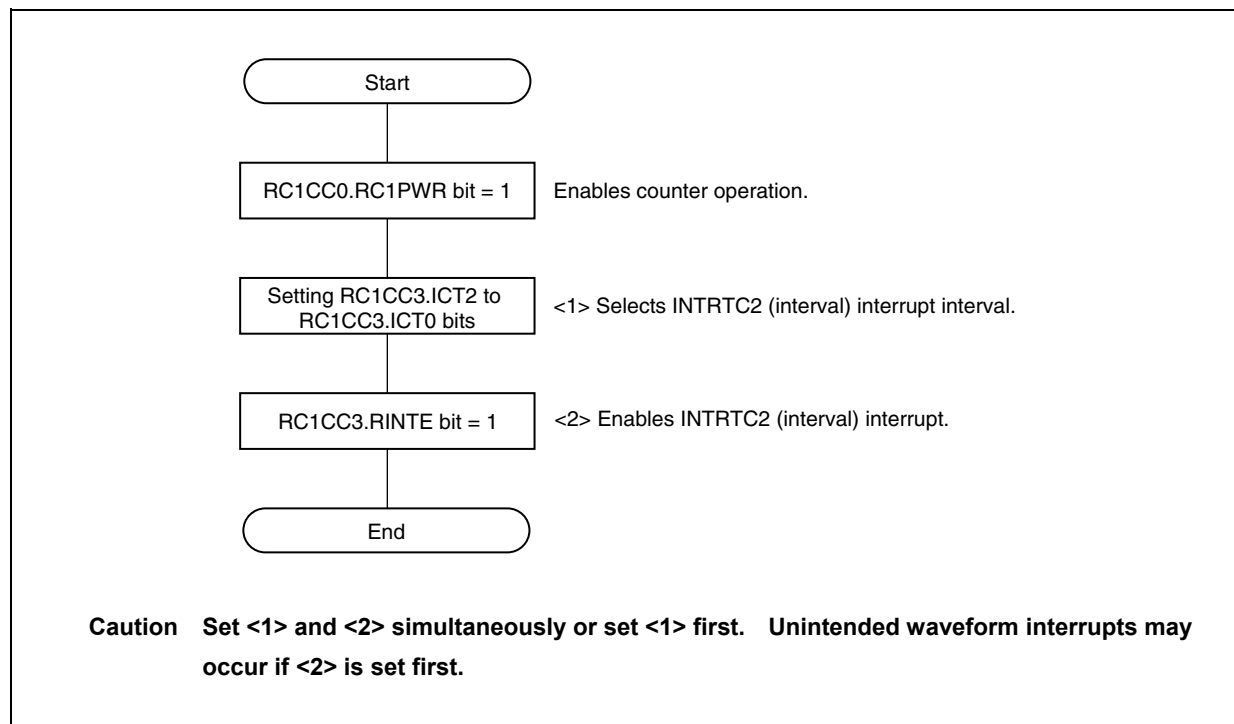 Start
RC1CC0.RC1PWR bit = 1 Enables counter operation.
Setting RC1CC3.ICT2 to
RC1CC3.ICT0 bits
<1> Selects INTRTC2 (interval) interrupt interval.
RC1CC3.RINTE bit = 1 <2> Enables INTRTC2 (interval) interrupt.
End
Caution Set <1> and <2> simultaneously or set <1> first. Unintended waveform interrupts may
occur if <2> is set first.